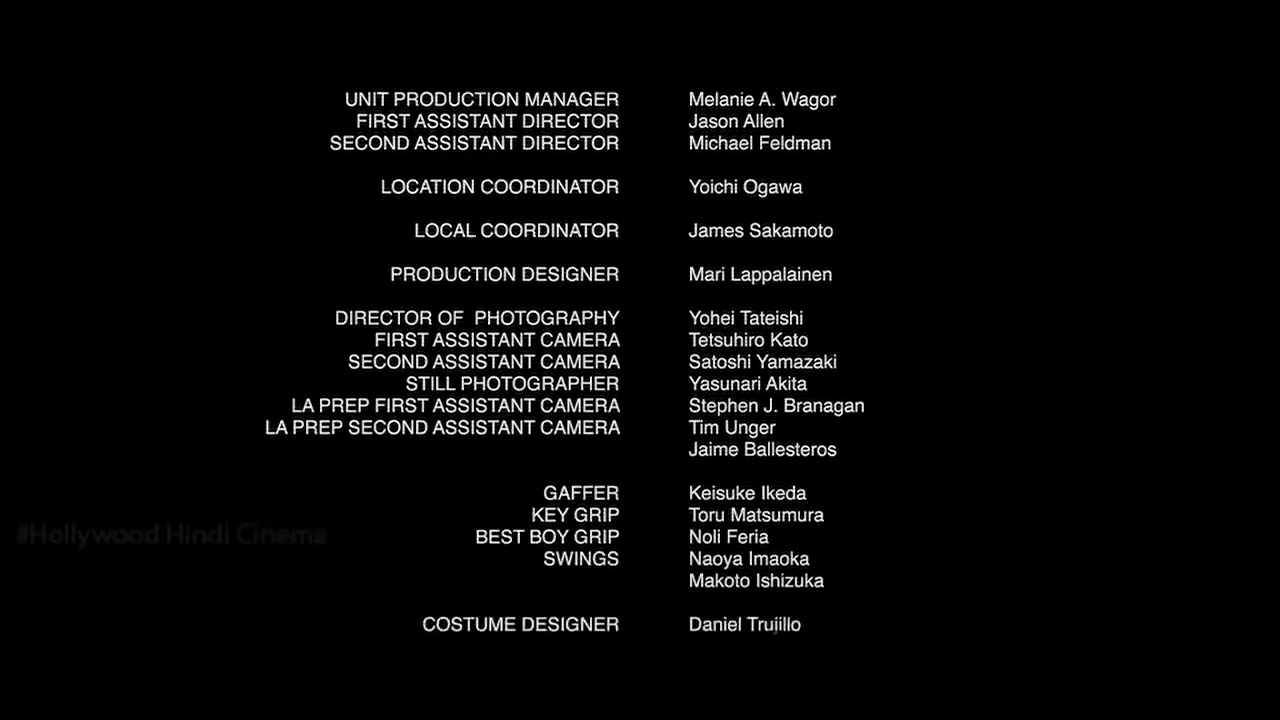 UNIT PRODUCTION MANAGER Melanie A. Wagor
FIRST ASSISTANT DIRECTOR Jason Allen
SECOND ASSISTANT DIRECTOR Michael Feldman
LOCATION COORDINATOR Yoichi Ogawa
LOCAL COORDINATOR James Sakamoto
PRODUCTION DESIGNER Mari Lappalainen
DIRECTOR OF PHOTOGRAPHY Yohei Tateishi
FIRST ASSISTANT CAMERA Tetsuhiro Kato
SECOND ASSISTANT CAMERA Satoshi Yamazaki
STILL PHOTOGRAPHER Yasunari Akita
LA PREP FIRST ASSISTANT CAMERA Stephen J. Branagan
LA PREP SECOND ASSISTANT CAMERA Tim Unger
Jaime Ballesteros
GAFFER Keisuke Ikeda
KEY GRIP Toru Matsumura
#Hollywood Hindi Cinema
BEST BOY GRIP Noli Feria
SWINGS Naoya Imaoka
Makoto Ishizuka
COSTUME DESIGNER Daniel Trujillo